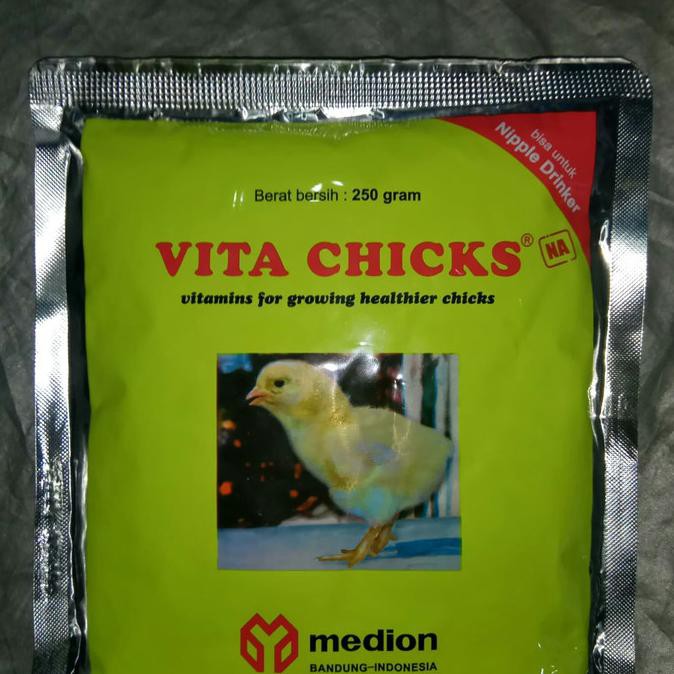 bisa untuk
Nipple Drinker
Berat bersih : 250 gram
VITA CHICKS® NA
vitamins for growing healthier chicks
medion
BANDUNG-INDONESIA